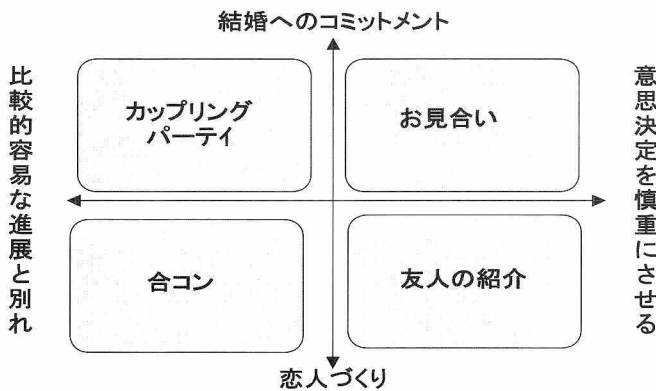 結婚へのコミットメント
比較的容易な進展と別れ
カップリング
パーティ
お見合い
意思決定を慎重にさせる
合コン
友人の紹介
恋人づくり